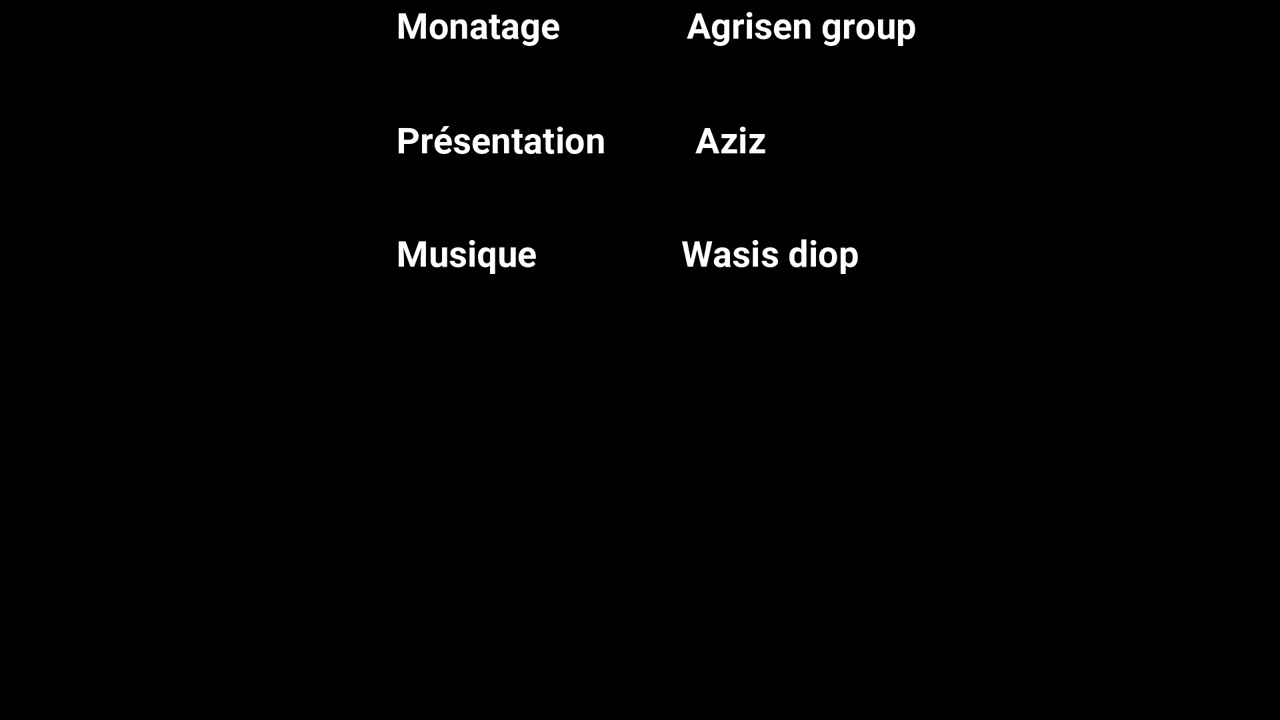 Monatage Agrisen group
Présentation Aziz
Musique Wasis diop